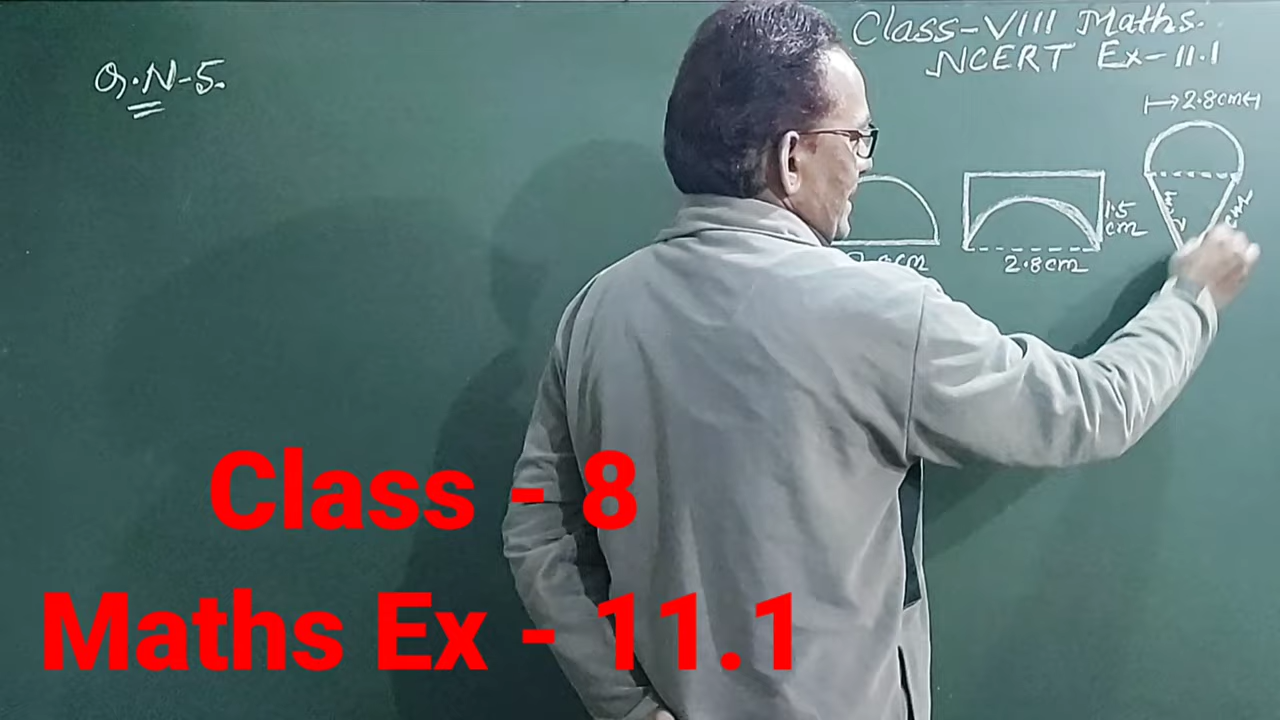 Class-VIII Maths.
NCERT Ex-11.1
Q.N-5.
2.8cm
1.5
cm
2.8cm
cm
Class - 8
Maths Ex - 11.1